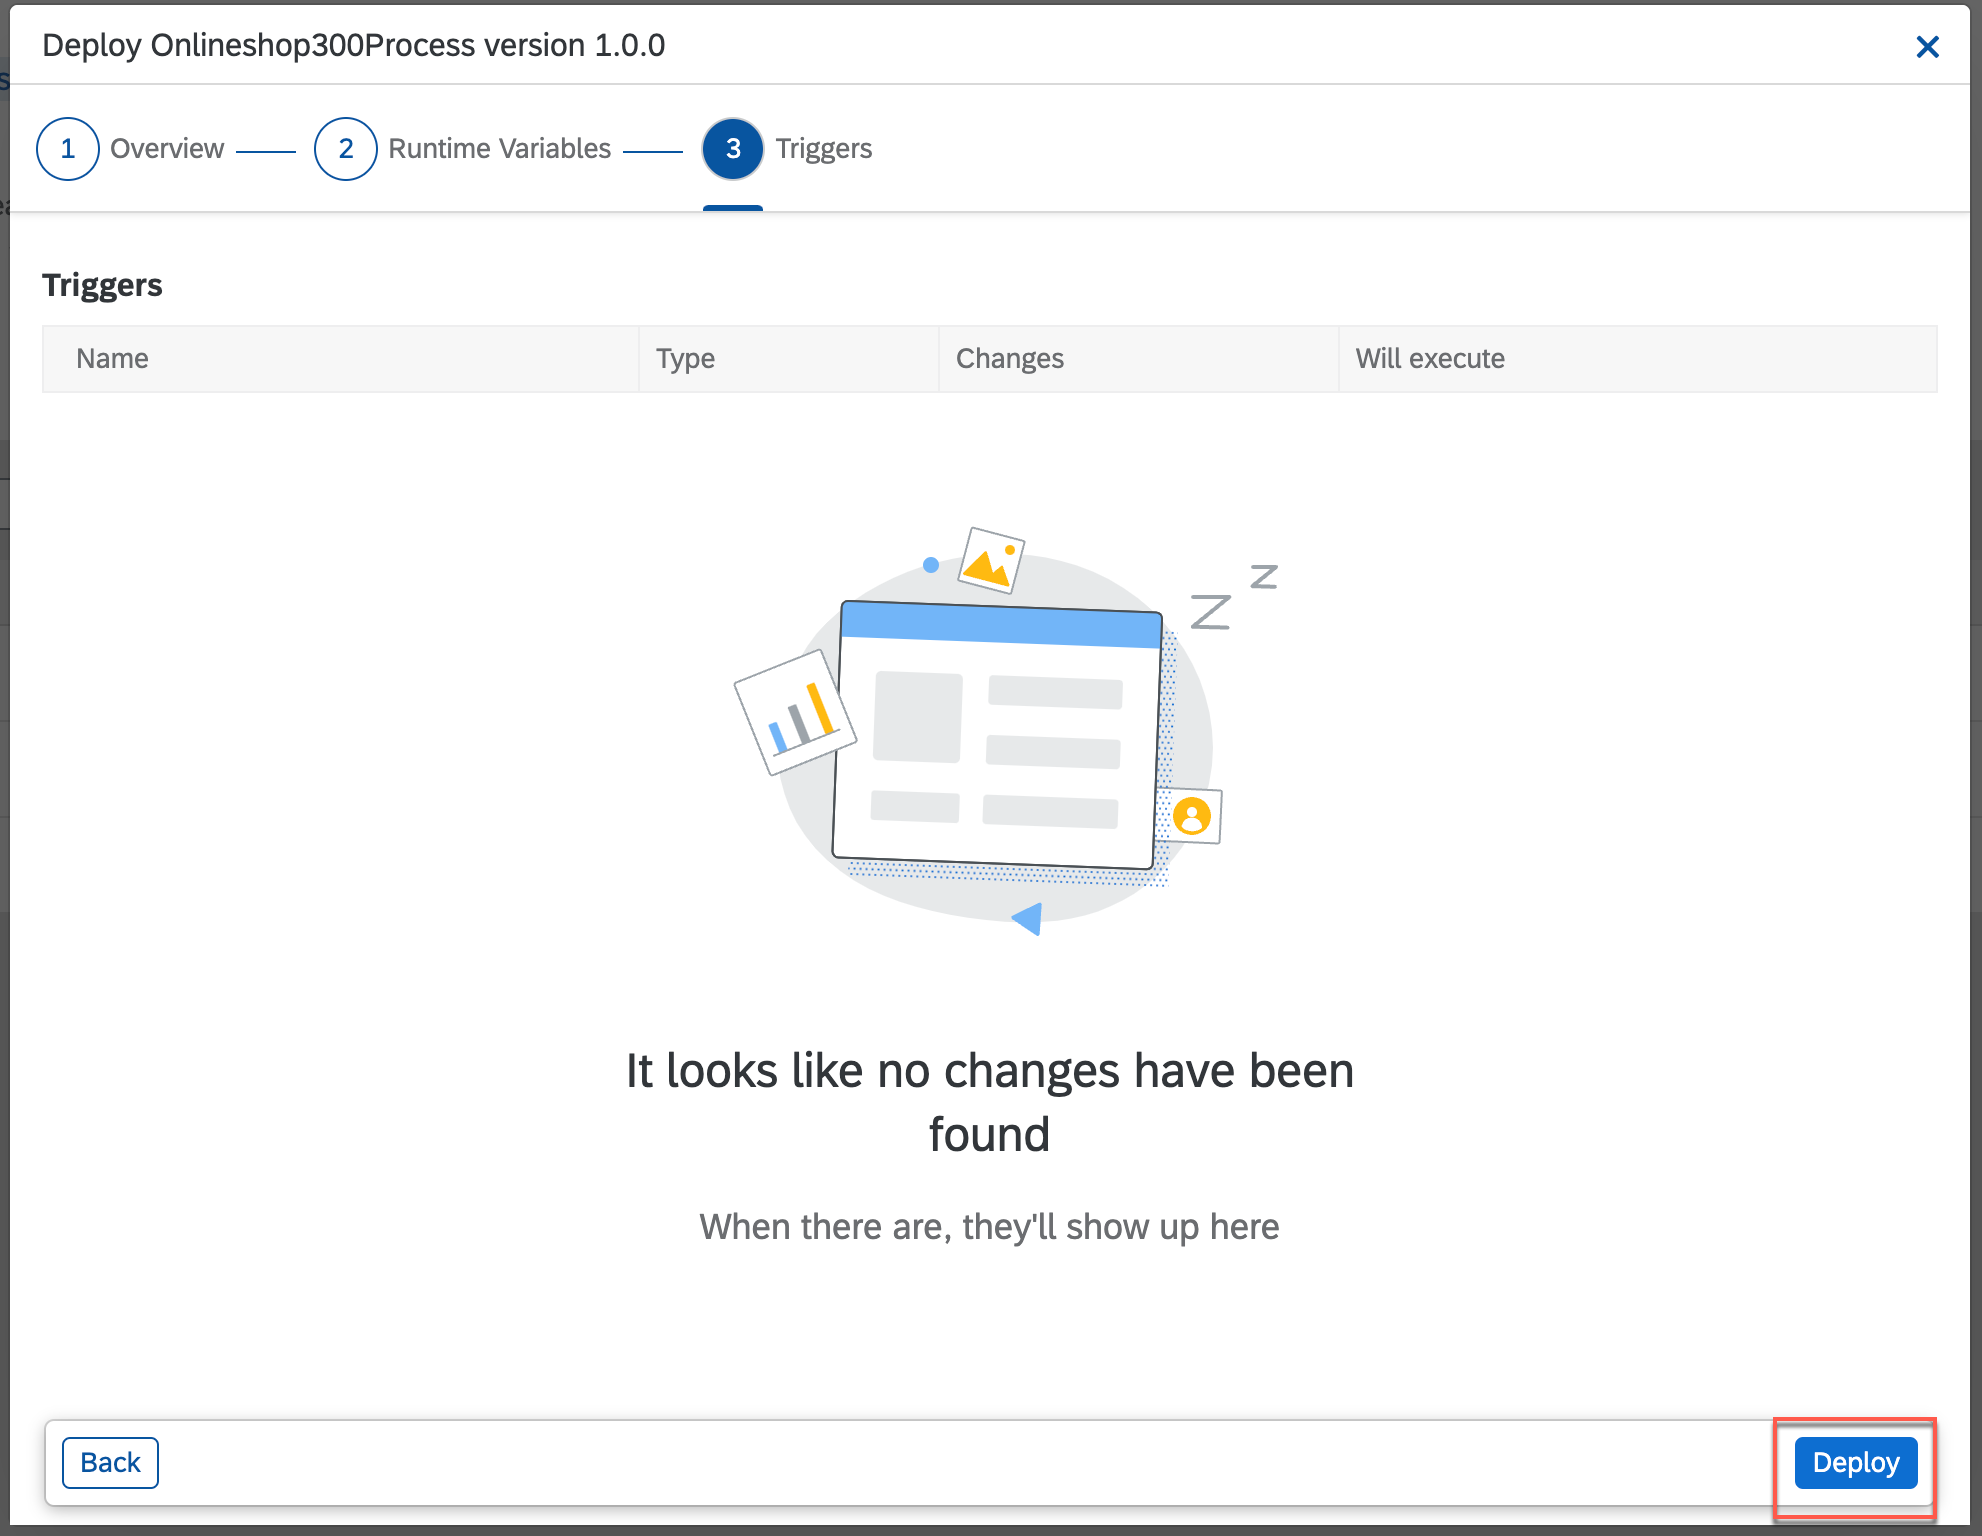 Deploy Onlineshop300Process version 1.0.0
1 Overview 2 Runtime Variables 3 Triggers
Triggers
Name Type Changes Will execute
It looks like no changes have been
found
When there are, they'll show up here
Back Deploy